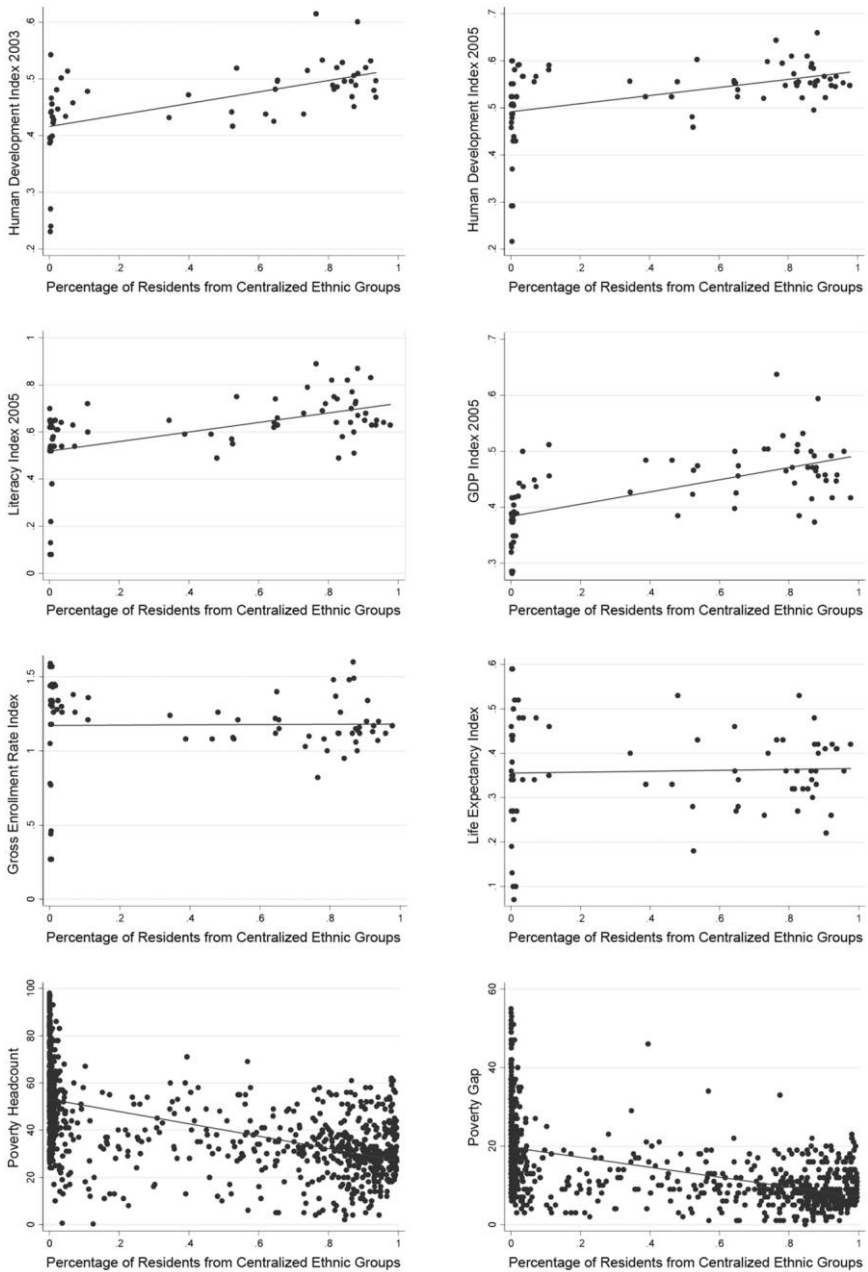 Human Development Index 2003
.2 .3 .4 .5 .6
0 .2 .4 .6 .8 1
Percentage of Residents from Centralized Ethnic Groups
Human Development Index 2005
.2 .3 .4 .5 .6 .7
0 .2 .4 .6 .8 1
Percentage of Residents from Centralized Ethnic Groups
Literacy Index 2005
0 .2 .4 .6 .8 1
0 .2 .4 .6 .8 1
Percentage of Residents from Centralized Ethnic Groups
GDP Index 2005
.3 .4 .5 .6 .7
0 .2 .4 .6 .8 1
Percentage of Residents from Centralized Ethnic Groups
Gross Enrollment Rate Index
0 .5 1 1.5
0 .2 .4 .6 .8 1
Percentage of Residents from Centralized Ethnic Groups
Life Expectancy Index
.1 .2 .3 .4 .5 .6
0 .2 .4 .6 .8 1
Percentage of Residents from Centralized Ethnic Groups
Poverty Headcount
0 20 40 60 80 100
0 .2 .4 .6 .8 1
Percentage of Residents from Centralized Ethnic Groups
Poverty Gap
0 20 40 60
0 .2 .4 .6 .8 1
Percentage of Residents from Centralized Ethnic Groups